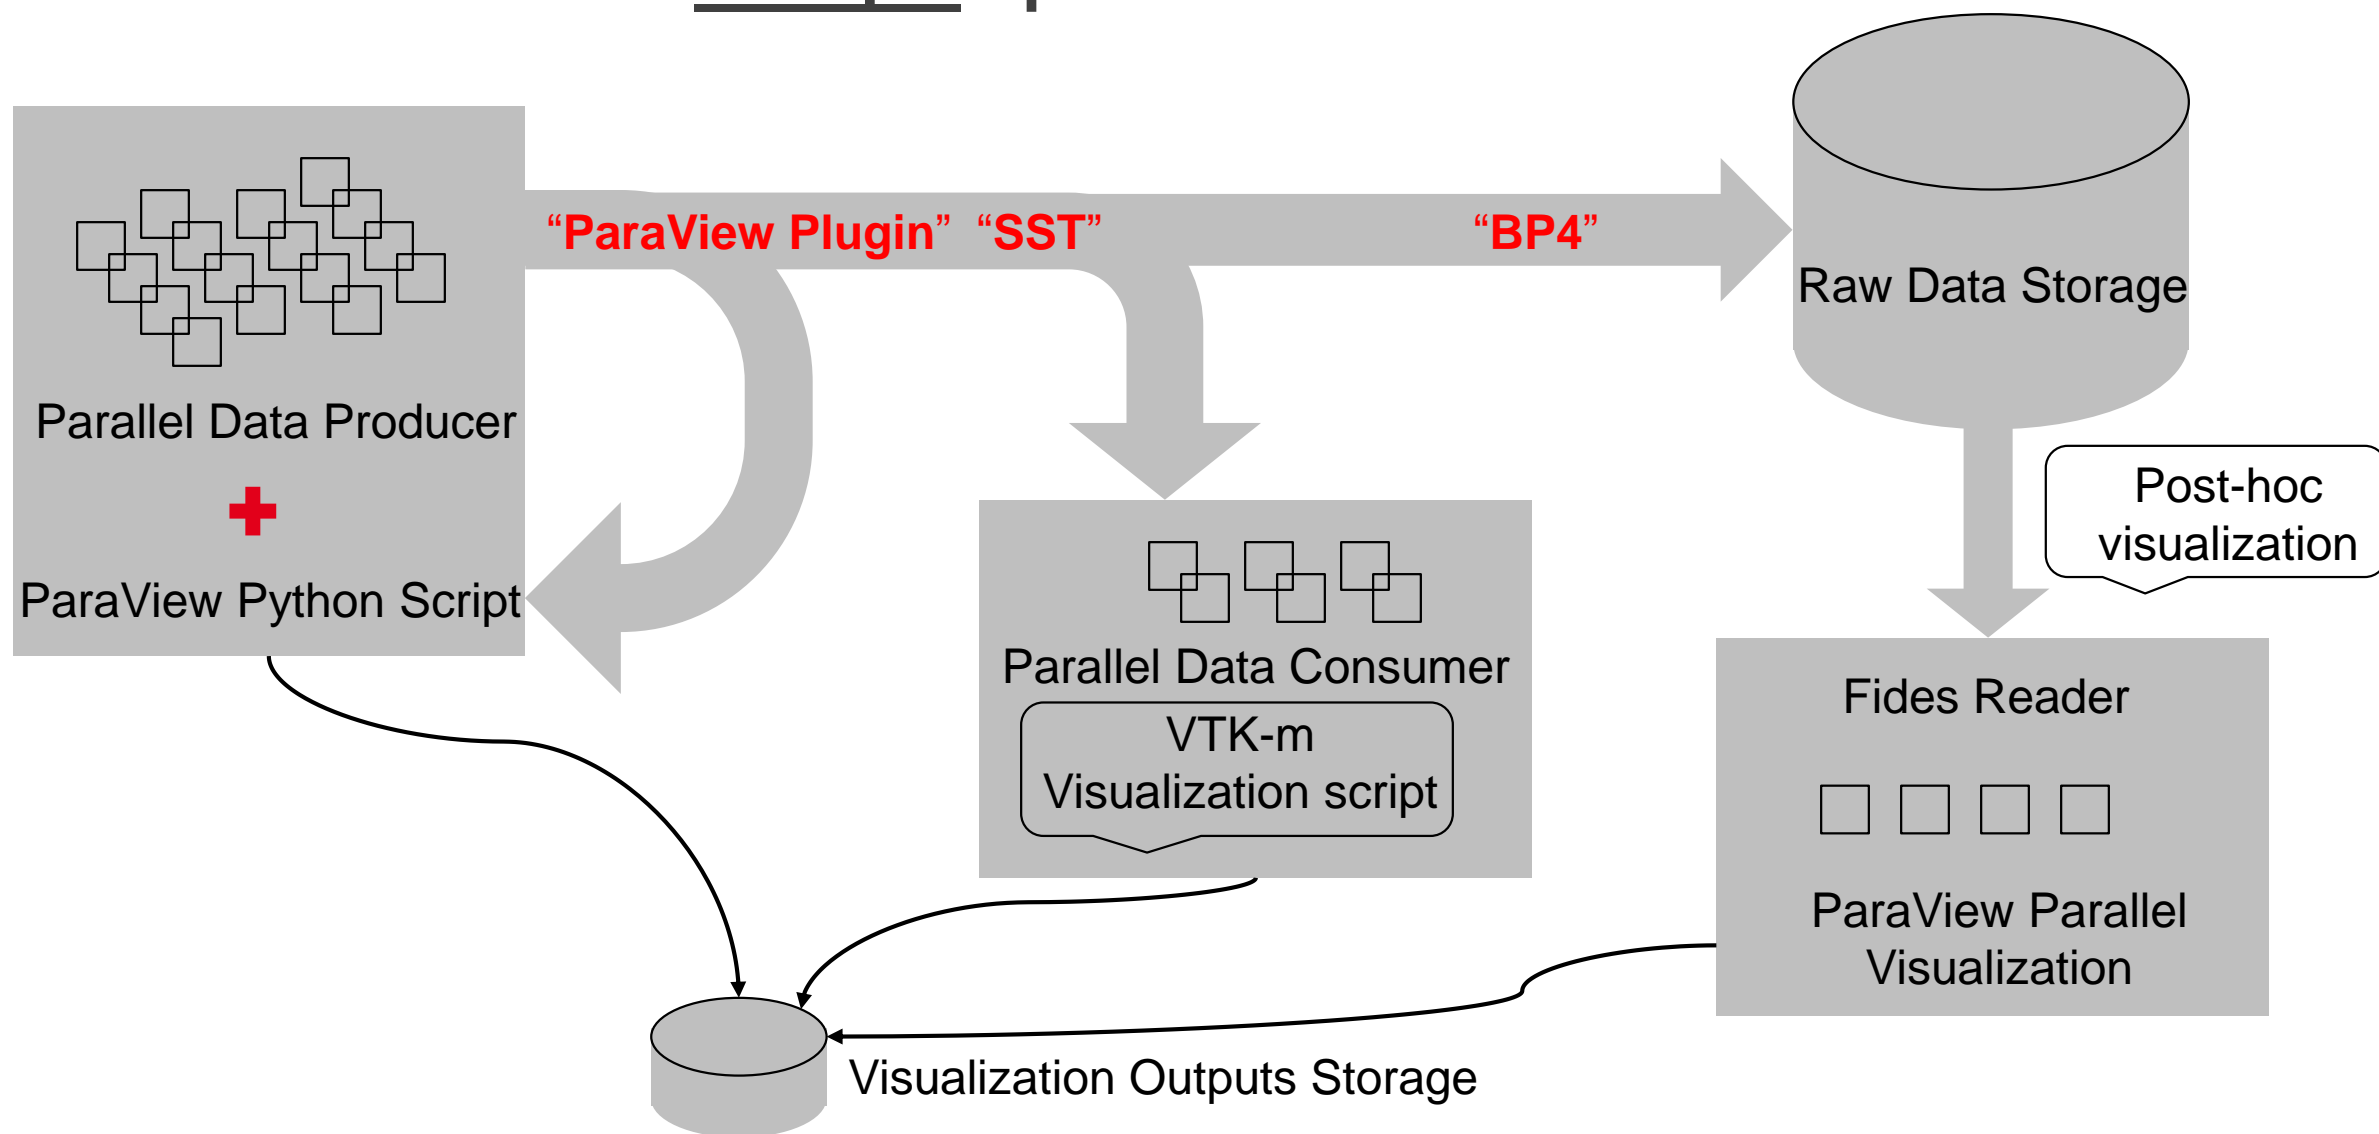 “ParaView Plugin” “SST” “BP4”
Raw Data Storage
Parallel Data Producer
ParaView Python Script
Post-hoc
visualization
Parallel Data Consumer
VTK-m
Visualization script
Fides Reader
ParaView Parallel
Visualization
Visualization Outputs Storage